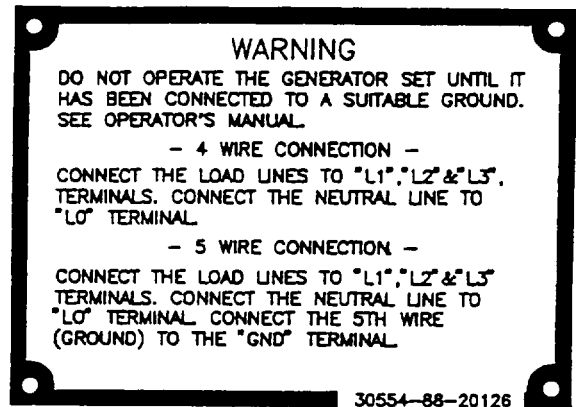 WARNING
DO NOT OPERATE THE GENERATOR SET UNTIL IT
HAS BEEN CONNECTED TO A SUITABLE GROUND.
SEE OPERATOR'S MANUAL.
- 4 WIRE CONNECTION -
CONNECT THE LOAD LINES TO "L1","L2"&"L3",
TERMINALS. CONNECT THE NEUTRAL LINE TO
"LO" TERMINAL
- 5 WIRE CONNECTION -
CONNECT THE LOAD LINES TO "L1","L2"&"L3"
TERMINALS. CONNECT THE NEUTRAL LINE TO
"LO" TERMINAL CONNECT THE 5TH WIRE
(GROUND) TO THE "GND" TERMINAL
30554-88-20126